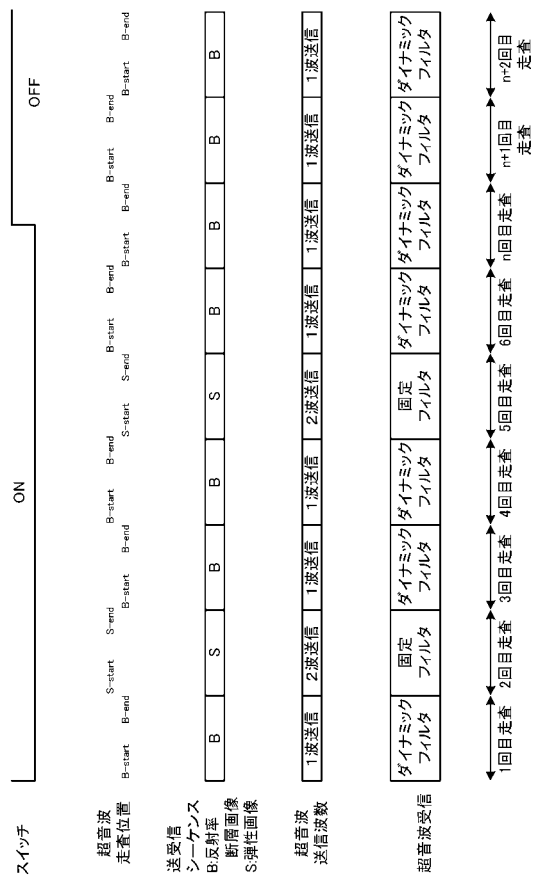 スイッチ
ON
OFF
超音波
走査位置
B-start
B-end
S-start
S-end
B-start
B-end
B-start
B-end
S-start
S-end
B-start
B-end
B-start
B-end
B-start
B-end
B-start
B-end
送受信
シーケンス
B:反射率
断層画像
S:弾性画像
B
S
B
B
S
B
B
B
B
超音波
送信波数
1波送信
2波送信
1波送信
1波送信
2波送信
1波送信
1波送信
1波送信
1波送信
超音波受信
ダイナミック
フィルタ
固定
フィルタ
ダイナミック
フィルタ
ダイナミック
フィルタ
固定
フィルタ
ダイナミック
フィルタ
ダイナミック
フィルタ
ダイナミック
フィルタ
ダイナミック
フィルタ
1回目走査
2回目走査
3回目走査
4回目走査
5回目走査
6回目走査
n回目走査
n+1回目
走査
n+2回目
走査